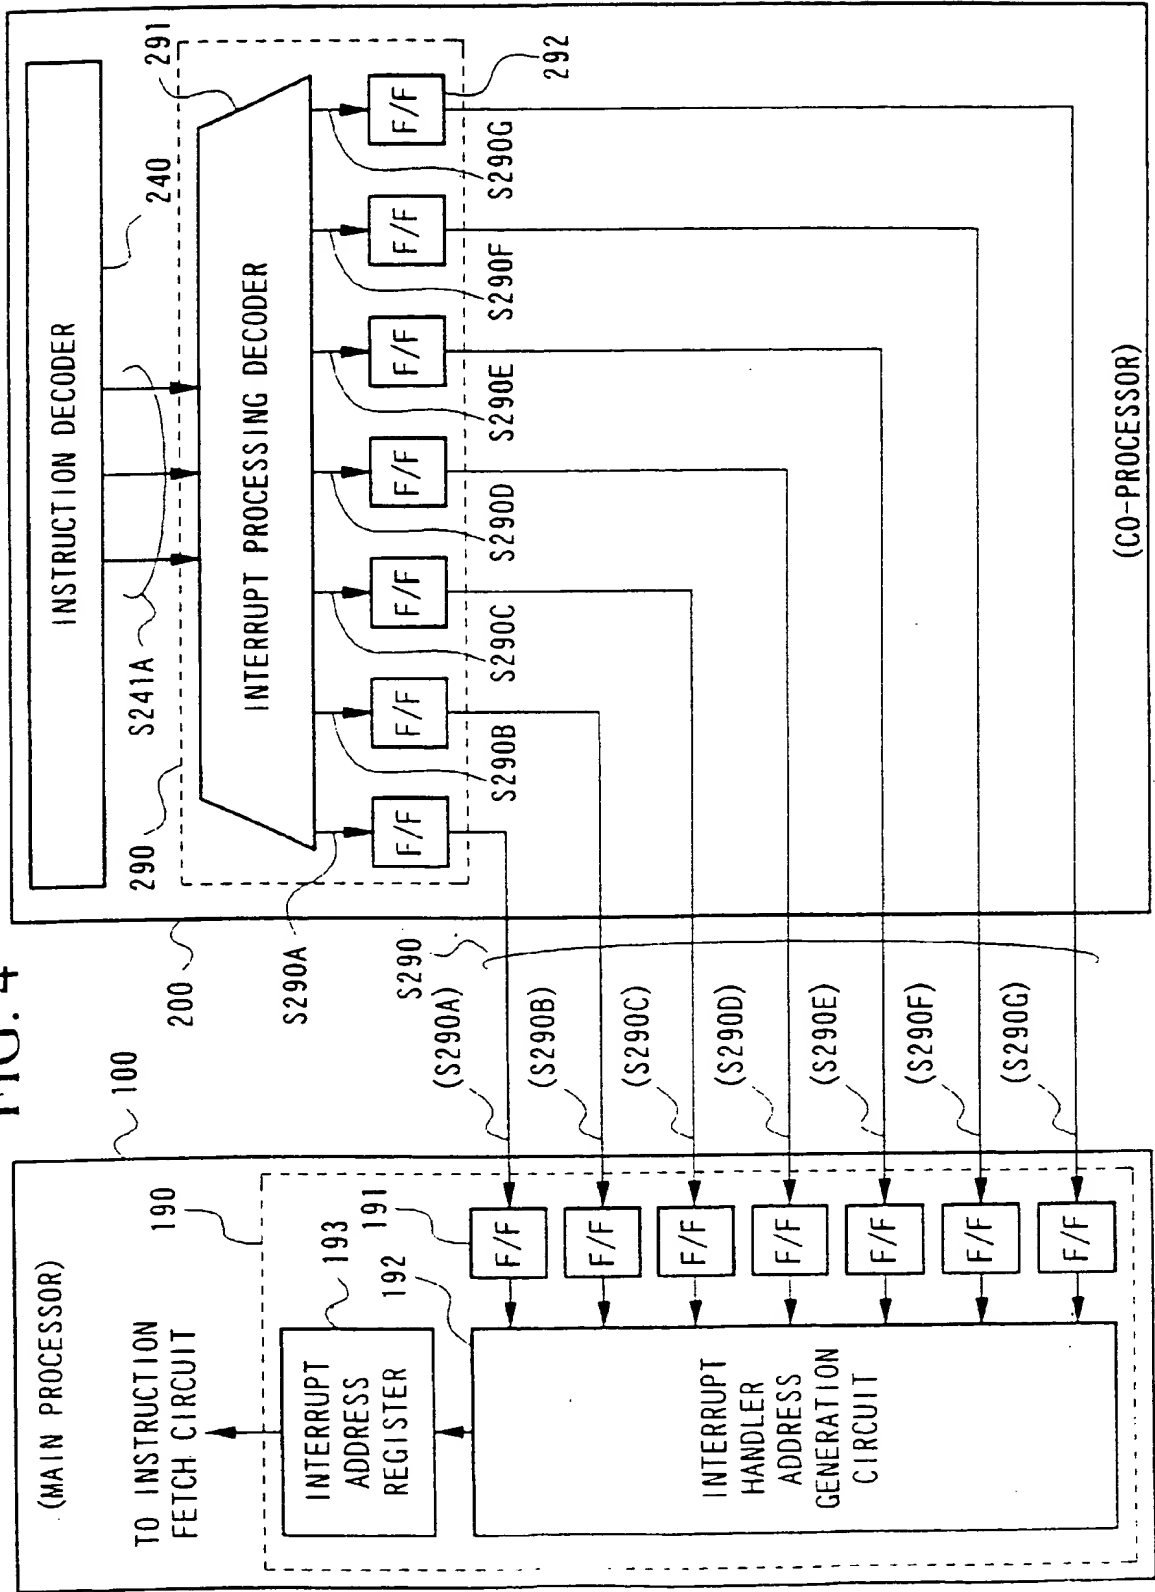 FIG. 4
(MAIN PROCESSOR)
100
TO INSTRUCTION
FETCH CIRCUIT
190
INTERRUPT
ADDRESS
REGISTER
193
192
191
INTERRUPT
HANDLER
ADDRESS
GENERATION
CIRCUIT
F/F
F/F
F/F
F/F
F/F
F/F
F/F
(S290A)
(S290B)
(S290C)
(S290D)
(S290E)
(S290F)
(S290G)
S290
200
INSTRUCTION DECODER
240
S241A
290
291
INTERRUPT PROCESSING DECODER
F/F
F/F
F/F
F/F
F/F
F/F
F/F
292
S290A
S290B
S290C
S290D
S290E
S290F
S290G
(CO-PROCESSOR)